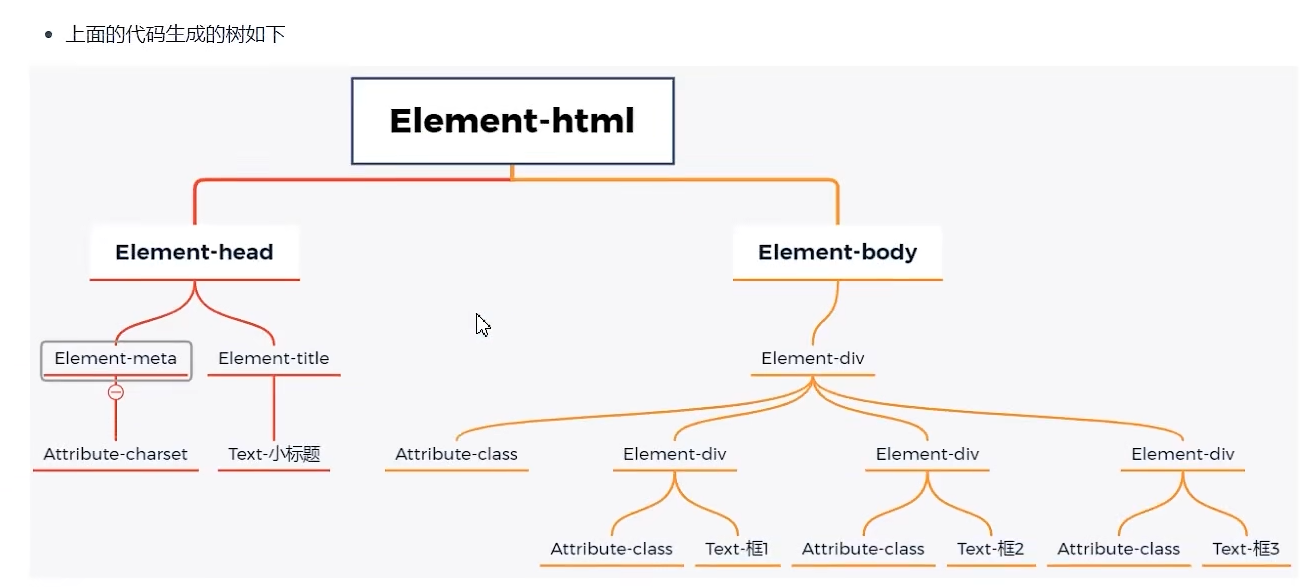 上面的代码生成的树如下
Element-html
Element-head
Element-body
Element-meta
Element-title
Element-div
Attribute-charset
Text-小标题
Attribute-class
Element-div
Element-div
Element-div
Attribute-class
Text-框1
Attribute-class
Text-框2
Attribute-class
Text-框3